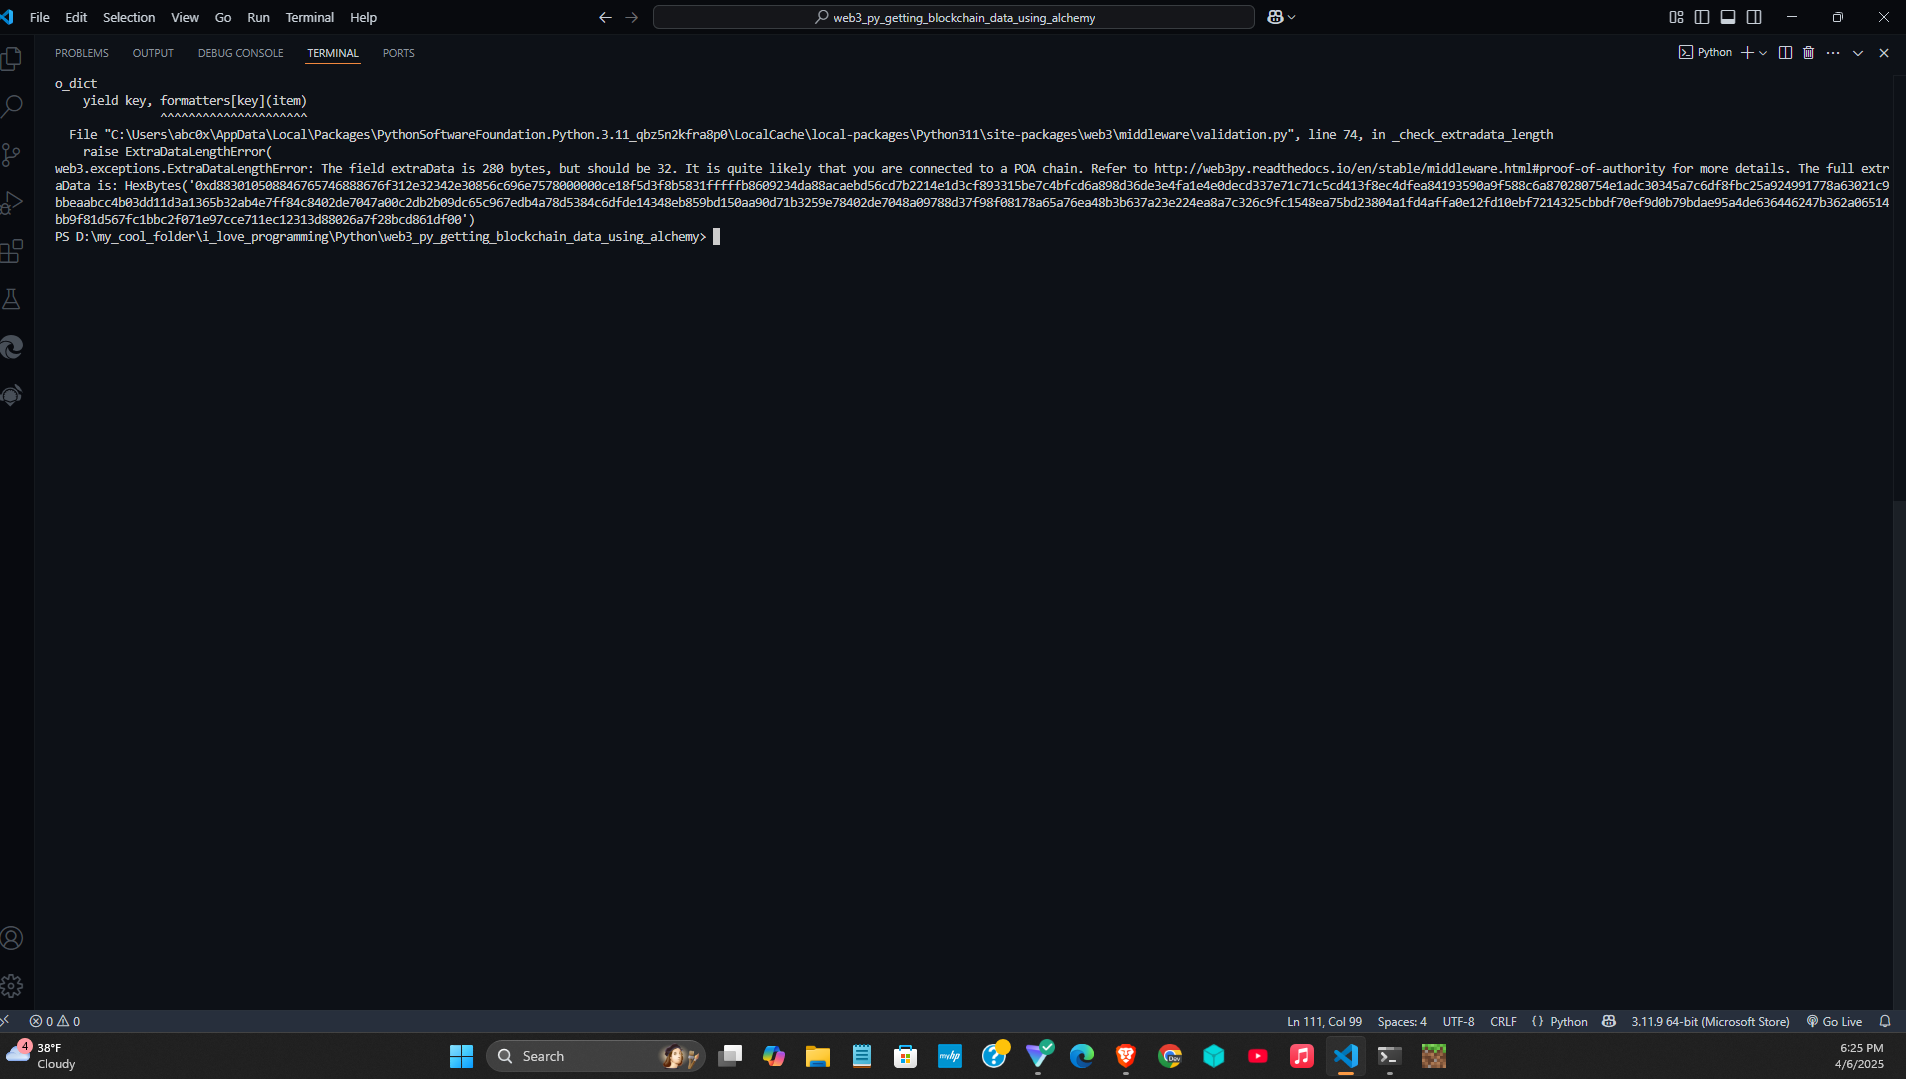 File Edit Selection View Go Run Terminal Help
web3_py_getting_blockchain_data_using_alchemy
PROBLEMS OUTPUT DEBUG CONSOLE TERMINAL PORTS
Python
o_dict
yield key, formatters[key](item)
^^^^^^^^^^^^^^^^^^^^^
File "C:\Users\abc0x\AppData\Local\Packages\PythonSoftwareFoundation.Python.3.11_qbz5n2kfra8p0\LocalCache\local-packages\Python311\site-packages\web3\middleware\validation.py", line 74, in _check_extradata_length
raise ExtraDataLengthError(
web3.exceptions.ExtraDataLengthError: The field extraData is 280 bytes, but should be 32. It is quite likely that you are connected to a POA chain. Refer to http://web3py.readthedocs.io/en/stable/middleware.html#proof-of-authority for more details. The full extr
aData is: HexBytes('
bb9f81d567fc1bbc2f071e97cce711ec12313d88026a7f28bcd861df00')
PS D:\my_cool_folder\i_love_programming\Python\web3_py_getting_blockchain_data_using_alchemy>
0 0
Ln 111, Col 99 Spaces: 4 UTF-8 CRLF {} Python 3.11.9 64-bit (Microsoft Store) Go Live
4
38°F
Cloudy
Search
myhp
Dev
6:25 PM
4/6/2025